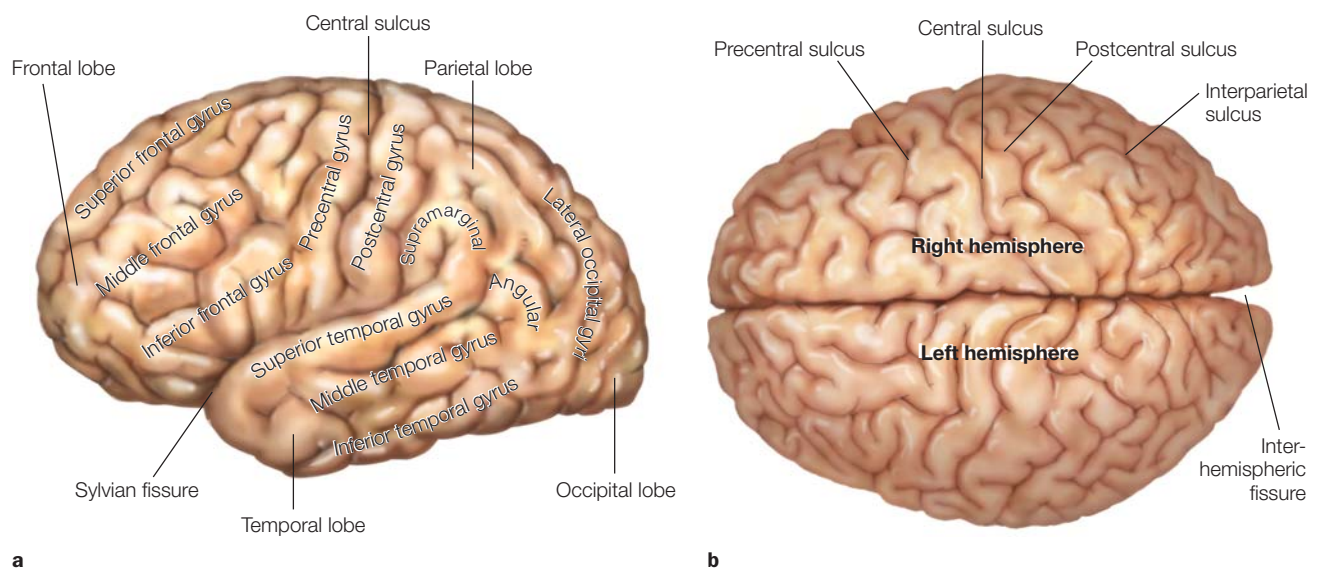 Central sulcus
Frontal lobe
Parietal lobe
Superior frontal gyrus
Middle frontal gyrus
Inferior frontal gyrus
Precentral gyrus
Postcentral gyrus
Supramarginal
Angular
Lateral occipital gyri
Superior temporal gyrus
Middle temporal gyrus
Inferior temporal gyrus
Sylvian fissure
Temporal lobe
Occipital lobe
a
Precentral sulcus
Central sulcus
Postcentral sulcus
Interparietal
sulcus
Right hemisphere
Left hemisphere
Inter-
hemispheric
fissure
b